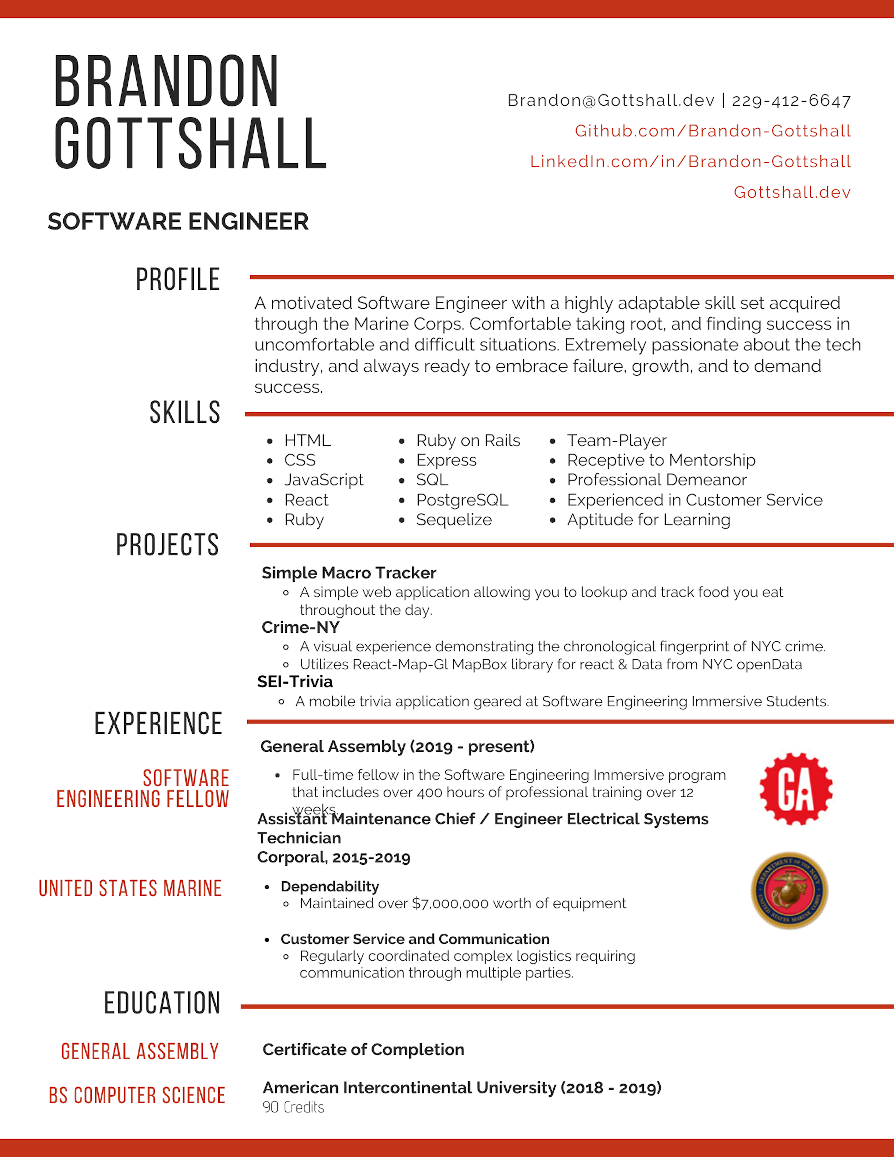 BRANDON
GOTTSHALL
SOFTWARE ENGINEER
Brandon@Gottshall.dev | 229-412-6647
Github.com/Brandon-Gottshall
LinkedIn.com/in/Brandon-Gottshall
Gottshall.dev
PROFILE
A motivated Software Engineer with a highly adaptable skill set acquired
through the Marine Corps. Comfortable taking root, and finding success in
uncomfortable and difficult situations. Extremely passionate about the tech
industry, and always ready to embrace failure, growth, and to demand
success.
SKILLS
• HTML
• CSS
• JavaScript
• React
• Ruby
• Ruby on Rails
• Express
• SQL
• PostgreSQL
• Sequelize
• Team-Player
• Receptive to Mentorship
• Professional Demeanor
• Experienced in Customer Service
• Aptitude for Learning
PROJECTS
Simple Macro Tracker
◦ A simple web application allowing you to lookup and track food you eat
throughout the day.
Crime-NY
◦ A visual experience demonstrating the chronological fingerprint of NYC crime.
◦ Utilizes React-Map-Gl MapBox library for react & Data from NYC openData
SEI-Trivia
◦ A mobile trivia application geared at Software Engineering Immersive Students.
EXPERIENCE
General Assembly (2019 - present)
SOFTWARE
ENGINEERING FELLOW
• Full-time fellow in the Software Engineering Immersive program
that includes over 400 hours of professional training over 12
weeks
GA
Assistant Maintenance Chief / Engineer Electrical Systems
Technician
Corporal, 2015-2019
UNITED STATES MARINE
• Dependability
◦ Maintained over $7,000,000 worth of equipment
• Customer Service and Communication
◦ Regularly coordinated complex logistics requiring
communication through multiple parties.
EDUCATION
GENERAL ASSEMBLY
Certificate of Completion
BS COMPUTER SCIENCE
American Intercontinental University (2018 - 2019)
90 Credits